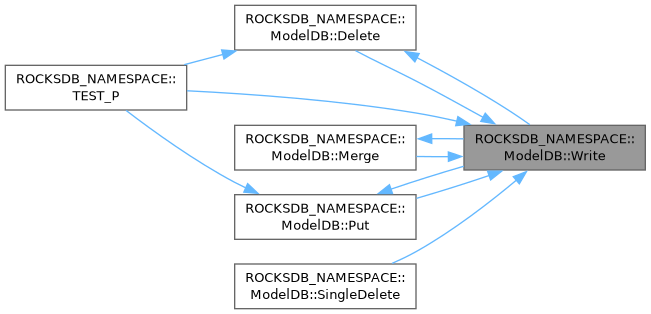 ROCKSDB_NAMESPACE::
ModelDB::Delete
ROCKSDB_NAMESPACE::
TEST_P
ROCKSDB_NAMESPACE::
ModelDB::Merge
ROCKSDB_NAMESPACE::
ModelDB::Write
ROCKSDB_NAMESPACE::
ModelDB::Put
ROCKSDB_NAMESPACE::
ModelDB::SingleDelete